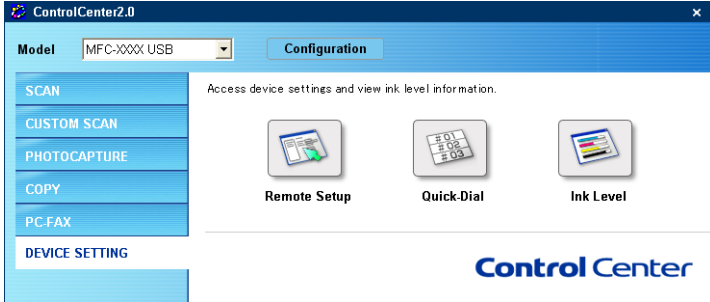 ControlCenter2.0
Model MFC-XXXX USB Configuration
SCAN
CUSTOM SCAN
PHOTOCAPTURE
COPY
PC-FAX
DEVICE SETTING
Access device settings and view ink level information.
#01
#02
#03
Remote Setup Quick-Dial Ink Level
Control Center